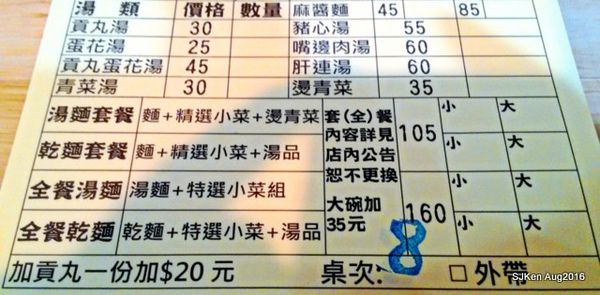 湯 類 價格 數量 麻醬麵 45 85
貢丸湯 30 豬心湯 55
蛋花湯 25 嘴邊肉湯 60
貢丸蛋花湯 45 肝連湯 60
青菜湯 30 燙青菜 35
湯麵套餐 麵+精選小菜+燙青菜 套(全)餐內容詳見店內公告恕不更換 105 小 大
乾麵套餐 麵+精選小菜+湯品 小 大
全餐湯麵 湯麵+特選小菜組 大碗加35元 160 小 大
全餐乾麵 乾麵+特選小菜+湯品 小 大
加貢丸一份加$20 元 桌次: 8 □ 外帶
SJKen Aug2016